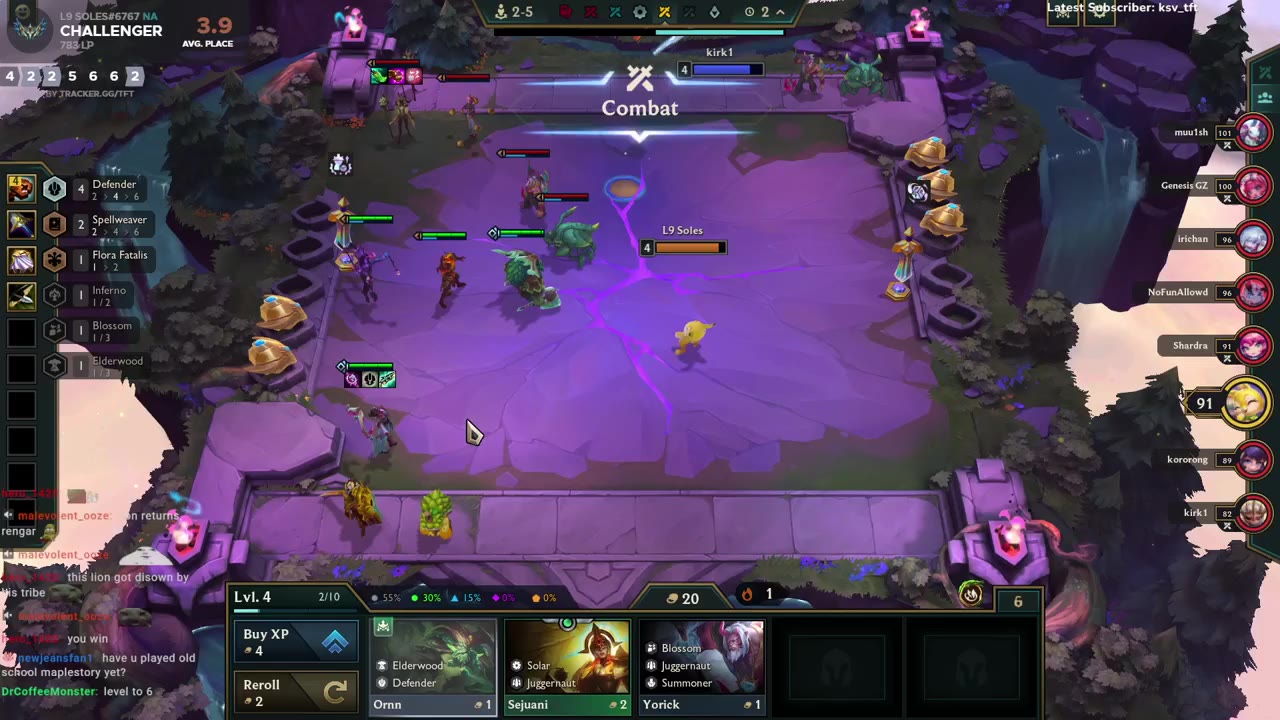 L9 SOLES#6767 NA
CHALLENGER
783 LP
3.9
AVG. PLACE
4 2 2 5 6 6 2
BY TRACKER.GG/TFT
2-5
2
Latest Subscriber: ksv_tft
kirk1
4
Combat
L9 Soles
4
4 Defender
2 > 4 > 6
2 Spellweaver
2 > 4 > 6
1 Flora Fatalis
1 > 2
1 Inferno
1 / 2
1 Blossom
1 / 3
1 Elderwood
1 / 3
muu1sh 101
Genesis GZ 100
irichan 96
NoFunAllowd 96
Shardra 91
91
kororong 89
kirk1 82
malevolent_ooze: on returns
rengar
malevolent_ooze
this lion got disown by
his tribe
malevolent_ooze
you win
newjeansfan1 have u played old
school maplestory yet?
DrCoffeeMonster: level to 6
Lvl. 4 2/10
55% 30% 15% 0% 0%
20
1
6
Buy XP
4
Reroll
2
Elderwood
Defender
Ornn 1
Solar
Juggernaut
Sejuani 2
Blossom
Juggernaut
Summoner
Yorick 1